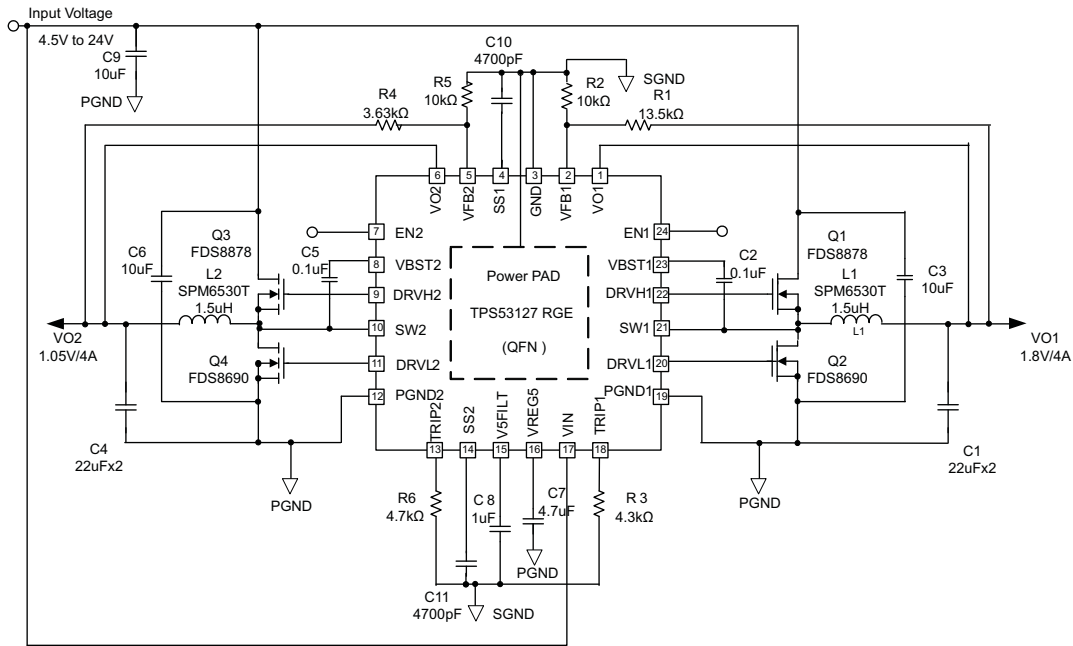 Input Voltage
4.5V to 24V
C9
10uF
PGND
C10
4700pF
R5
10kΩ
R4
3.63kΩ
R2
10kΩ
SGND
R1
13.5kΩ
6
5
4
3
2
1
VO2
VFB2
SS1
GND
VFB1
VO1
7
EN2
EN1
24
Q3
FDS8878
C6
10uF
L2
SPM6530T
1.5uH
C5
0.1uF
8
VBST2
VBST1
23
9
DRVH2
DRVH1
22
10
SW2
SW1
21
11
DRVL2
DRVL1
20
12
PGND2
PGND1
19
Power PAD
TPS53127 RGE
(QFN )
C2
0.1uF
Q1
FDS8878
L1
SPM6530T
1.5uH
L1
C3
10uF
VO2
1.05V/4A
Q4
FDS8690
Q2
FDS8690
VO1
1.8V/4A
C4
22uFx2
PGND
PGND
C1
22uFx2
TRIP2
SS2
V5FILT
VREG5
VIN
TRIP1
13
14
15
16
17
18
R6
4.7kΩ
C 8
1uF
C7
4.7uF
R 3
4.3kΩ
PGND
C11
4700pF
SGND